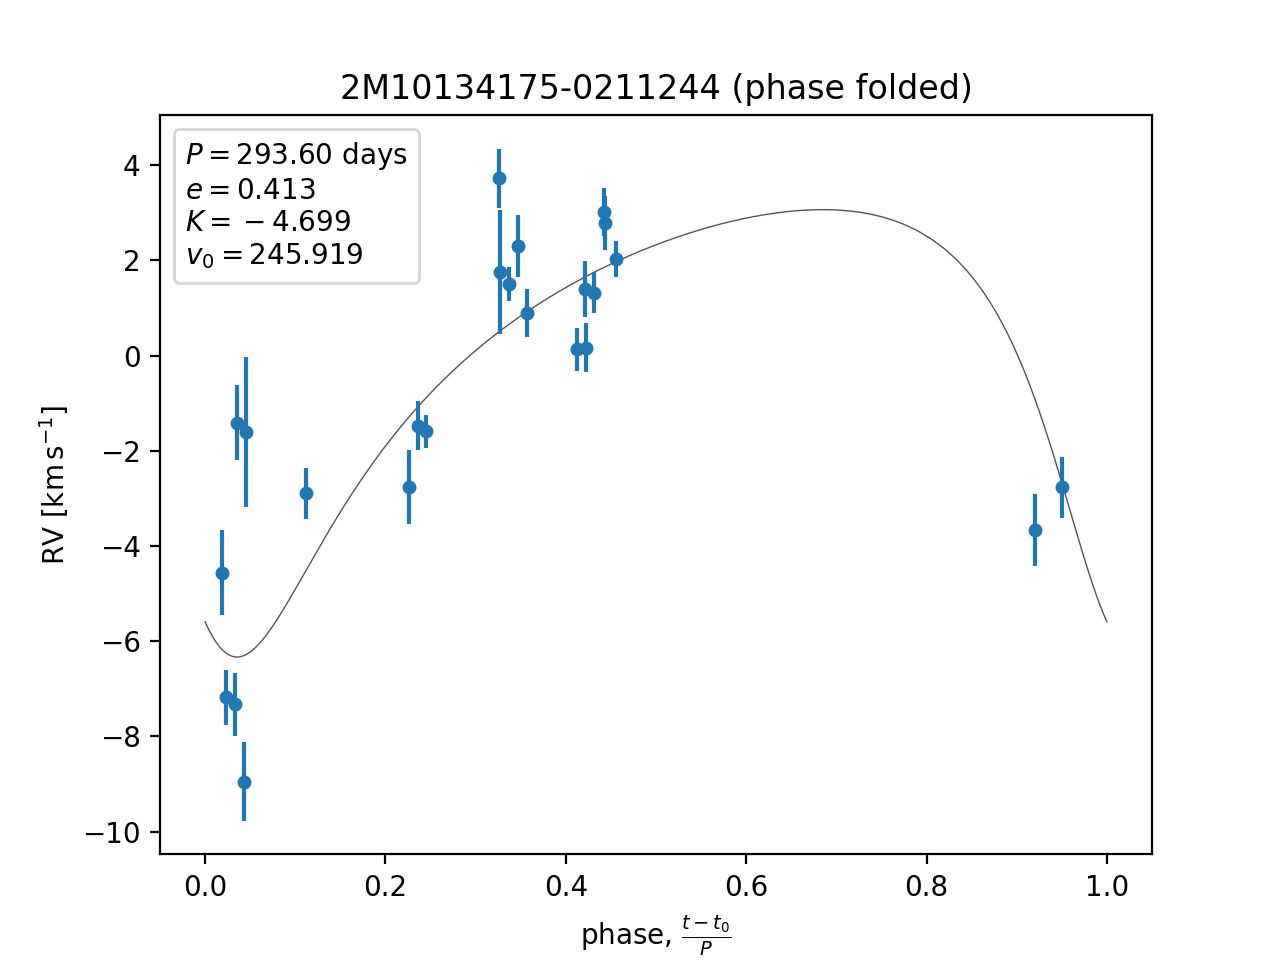 2M10134175-0211244 (phase folded)
P = 293.60 days
e = 0.413
K = −4.699
v₀ = 245.919
4
2
0
−2
−4
−6
−8
−10
RV [km s⁻¹]
0.0 0.2 0.4 0.6 0.8 1.0
phase, (t − t₀)/P